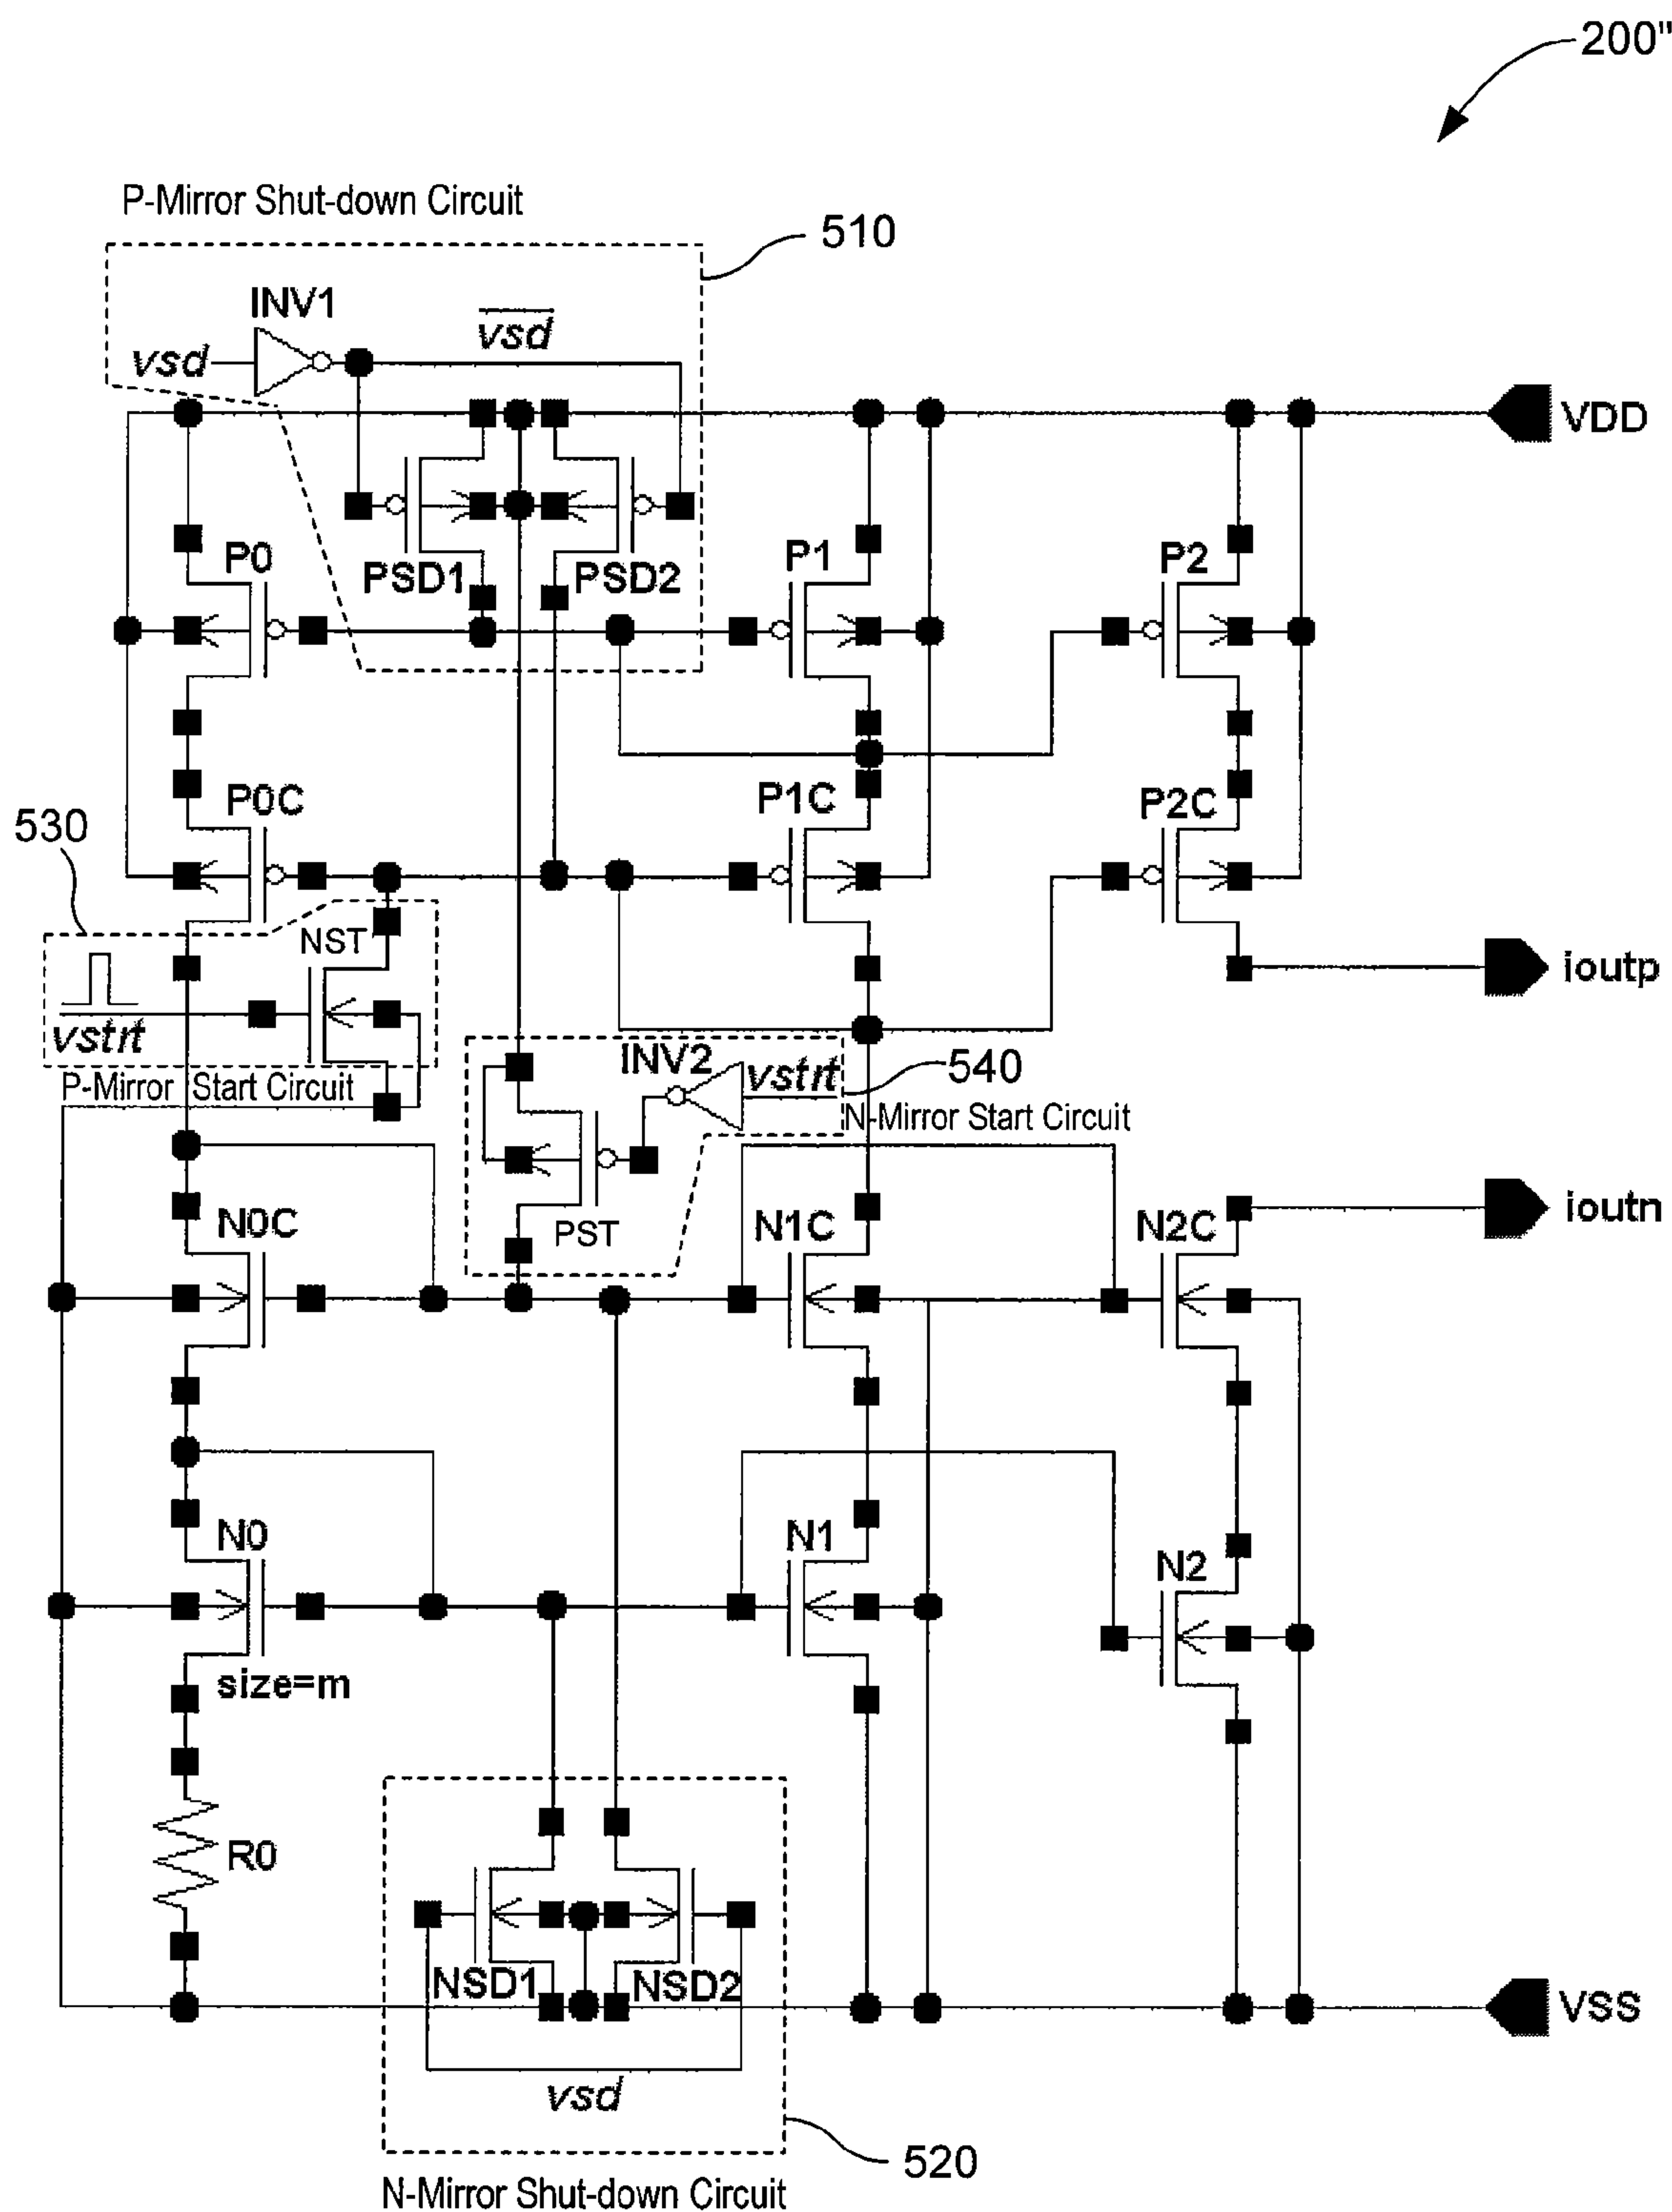 200"
P-Mirror Shut-down Circuit
510
INV1
vsd
vsd
VDD
P0
PSD1
PSD2
P1
P2
P0C
P1C
P2C
530
NST
ioutp
vstrt
P-Mirror Start Circuit
INV2
vstrt
540
N-Mirror Start Circuit
PST
N0C
N1C
N2C
ioutn
N0
N1
N2
size=m
R0
NSD1
NSD2
VSS
vsd
520
N-Mirror Shut-down Circuit